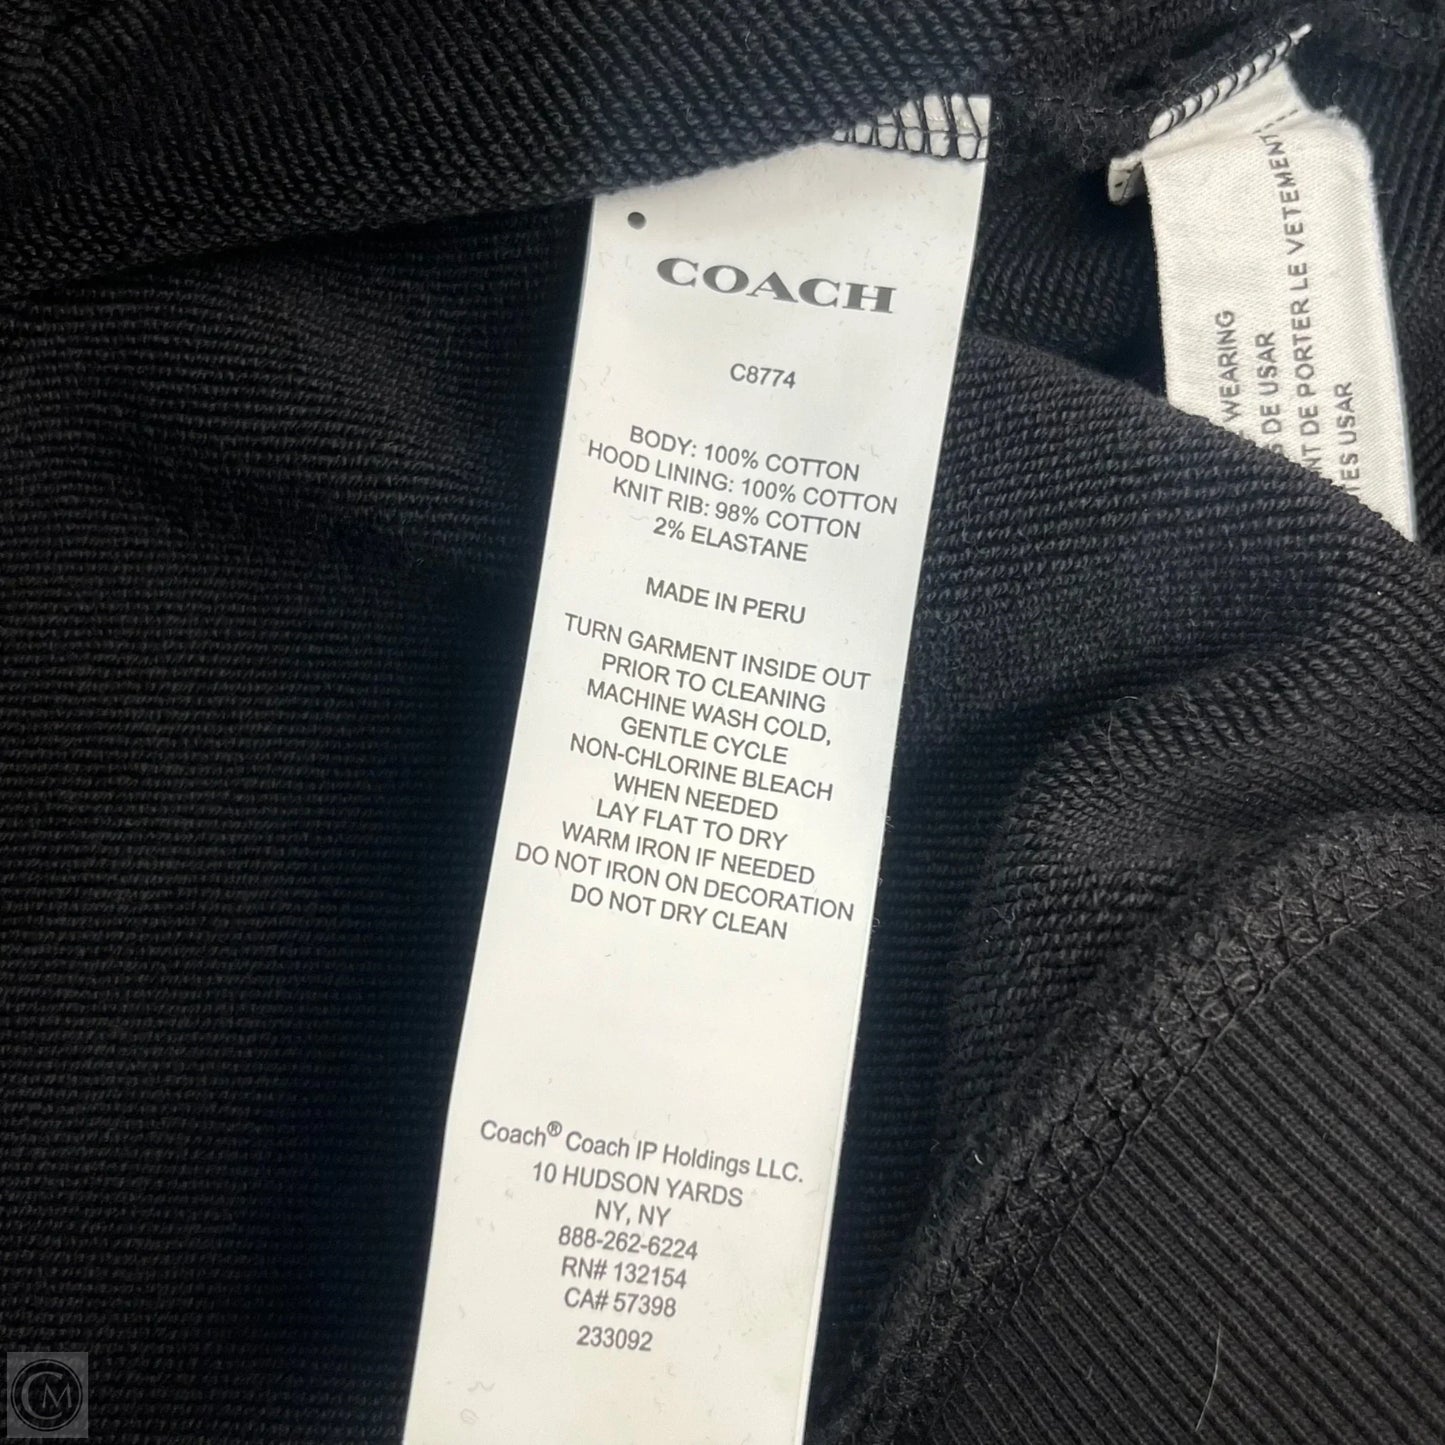 COACH
C8774
BODY: 100% COTTON
HOOD LINING: 100% COTTON
KNIT RIB: 98% COTTON
2% ELASTANE
MADE IN PERU
TURN GARMENT INSIDE OUT
PRIOR TO CLEANING
MACHINE WASH COLD,
GENTLE CYCLE
NON-CHLORINE BLEACH
WHEN NEEDED
LAY FLAT TO DRY
WARM IRON IF NEEDED
DO NOT IRON ON DECORATION
DO NOT DRY CLEAN
Coach® Coach IP Holdings LLC.
10 HUDSON YARDS
NY, NY
888-262-6224
RN# 132154
CA# 57398
233092
WEARING
DE USAR
DE PORTER LE VETEMENT
USAR
CM